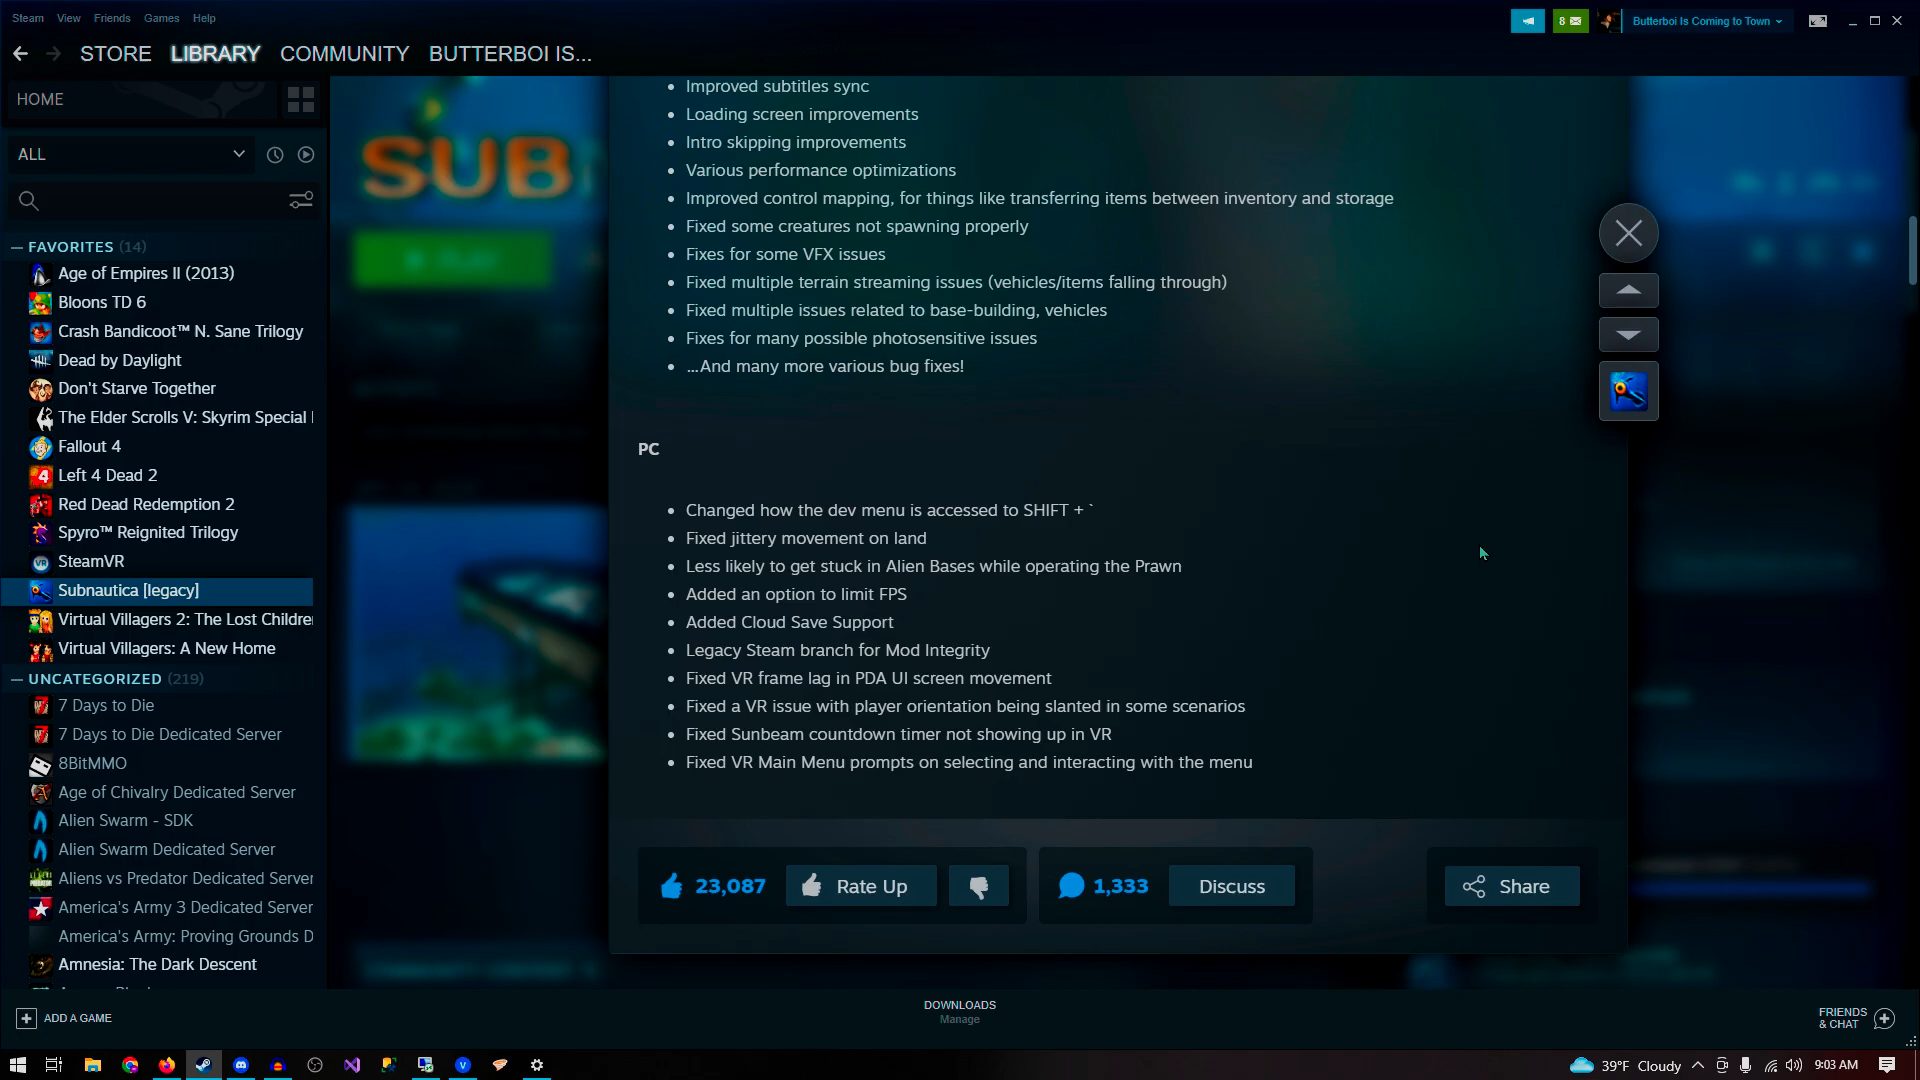 Steam View Friends Games Help
8
Butterboi Is Coming to Town
STORE LIBRARY COMMUNITY BUTTERBOI IS...
HOME
ALL
FAVORITES (14)
Age of Empires II (2013)
Bloons TD 6
Crash Bandicoot™ N. Sane Trilogy
Dead by Daylight
Don't Starve Together
The Elder Scrolls V: Skyrim Special
Fallout 4
Left 4 Dead 2
Red Dead Redemption 2
Spyro™ Reignited Trilogy
SteamVR
Subnautica [legacy]
Virtual Villagers 2: The Lost Childre
Virtual Villagers: A New Home
UNCATEGORIZED (219)
7 Days to Die
7 Days to Die Dedicated Server
8BitMMO
Age of Chivalry Dedicated Server
Alien Swarm - SDK
Alien Swarm Dedicated Server
Aliens vs Predator Dedicated Server
America's Army 3 Dedicated Server
America's Army: Proving Grounds D
Amnesia: The Dark Descent
SUB
PLAY
• Improved subtitles sync
• Loading screen improvements
• Intro skipping improvements
• Various performance optimizations
• Improved control mapping, for things like transferring items between inventory and storage
• Fixed some creatures not spawning properly
• Fixes for some VFX issues
• Fixed multiple terrain streaming issues (vehicles/items falling through)
• Fixed multiple issues related to base-building, vehicles
• Fixes for many possible photosensitive issues
• ...And many more various bug fixes!
PC
• Changed how the dev menu is accessed to SHIFT + `
• Fixed jittery movement on land
• Less likely to get stuck in Alien Bases while operating the Prawn
• Added an option to limit FPS
• Added Cloud Save Support
• Legacy Steam branch for Mod Integrity
• Fixed VR frame lag in PDA UI screen movement
• Fixed a VR issue with player orientation being slanted in some scenarios
• Fixed Sunbeam countdown timer not showing up in VR
• Fixed VR Main Menu prompts on selecting and interacting with the menu
23,087 Rate Up 1,333 Discuss Share
ADD A GAME
DOWNLOADS
Manage
FRIENDS
& CHAT
39°F Cloudy 9:03 AM